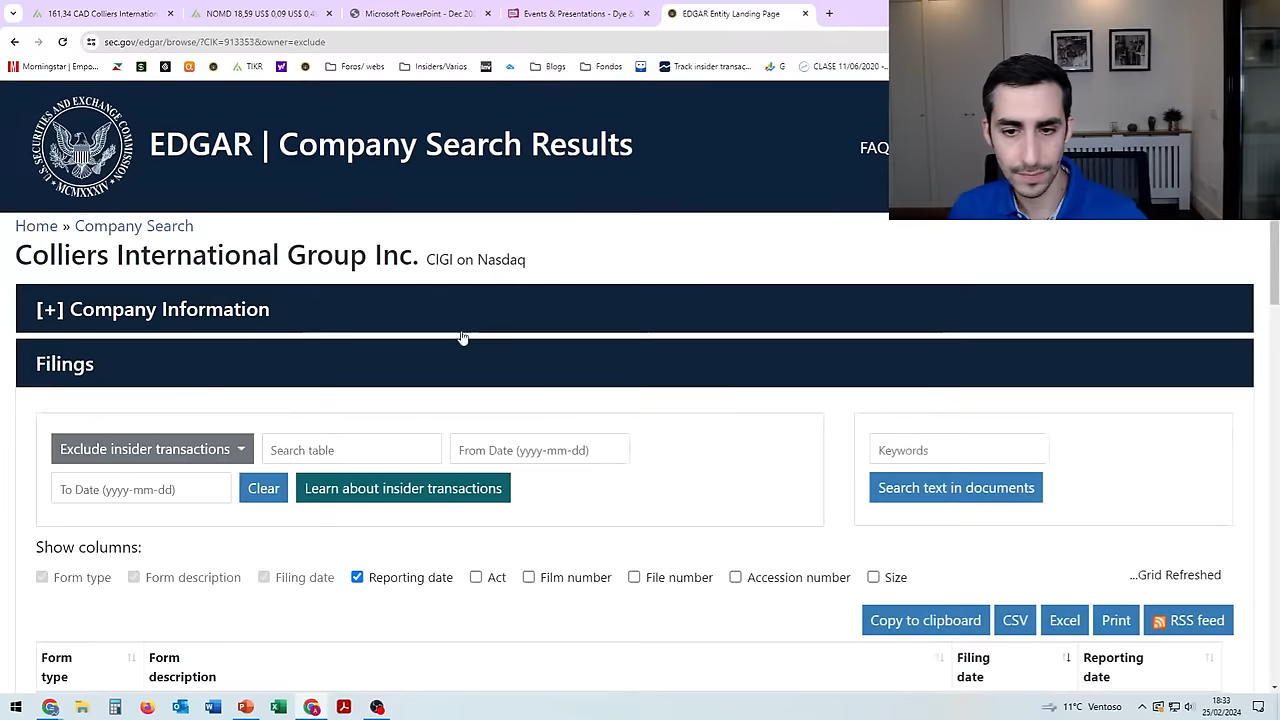 161,34 CAD Colliers Internation
NOMD 18,59 US$ 0,09 US$ 0,4
Microsoft PowerPoint - Dec 202
Events & Presentations - Dye &
EDGAR Entity Landing Page
sec.gov/edgar/browse/?CIK=913353&owner=exclude
Morningstar | Empo...
TIKR
Foros/ webs
Insiders/Varios
Blogs
Fondos
Track insider transac...
G
CLASE 11/06/2020 -
SECURITIES AND EXCHANGE COMMISSION
U.S.
MCMXXXIV
EDGAR | Company Search Results
FAQ
Home » Company Search
Colliers International Group Inc. CIGI on Nasdaq
[+] Company Information
Filings
Exclude insider transactions
Search table
From Date (yyyy-mm-dd)
Keywords
To Date (yyyy-mm-dd)
Clear
Learn about insider transactions
Search text in documents
Show columns:
Form type
Form description
Filing date
Reporting date
Act
Film number
File number
Accession number
Size
...Grid Refreshed
Copy to clipboard
CSV
Excel
Print
RSS feed
Form type
Form description
Filing date
Reporting date
11°C Ventoso
18:33
25/02/2024